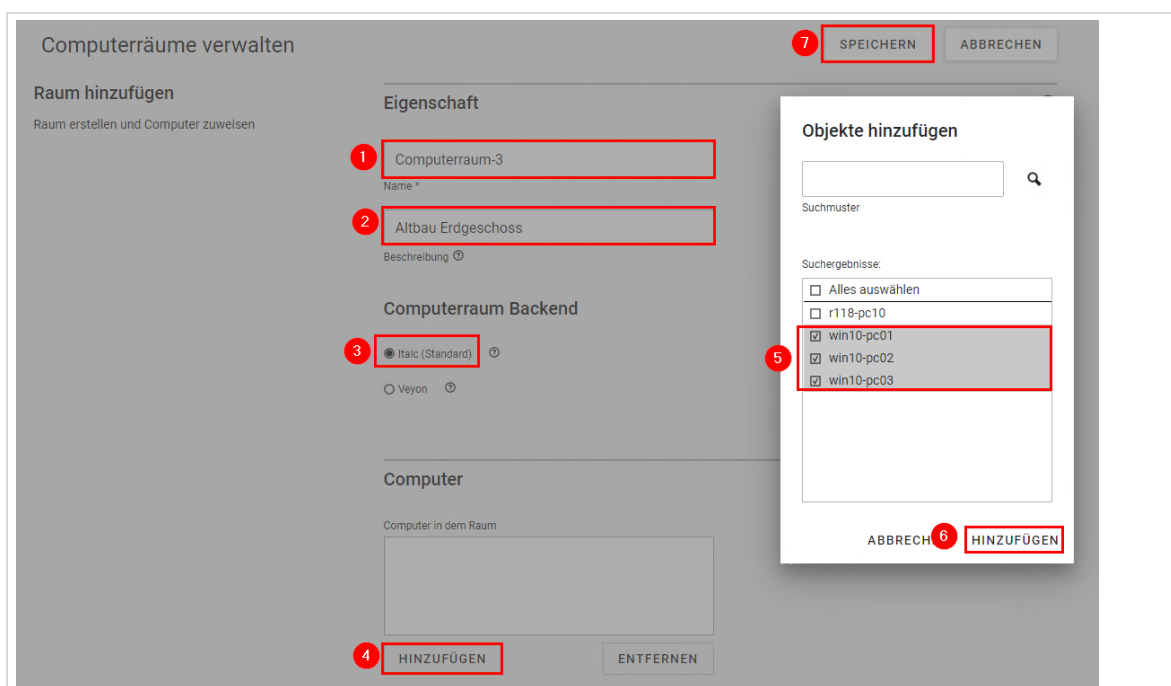 Computerräume verwalten
7 SPEICHERN ABBRECHEN
Raum hinzufügen
Raum erstellen und Computer zuweisen
Eigenschaft
1 Computerraum-3
Name *
2 Altbau Erdgeschoss
Beschreibung
Computerraum Backend
3 Italc (Standard)
Veyon
Computer
Computer in dem Raum
4 HINZUFÜGEN ENTFERNEN
Objekte hinzufügen
Suchmuster
Suchergebnisse:
Alles auswählen
r118-pc10
win10-pc01
5 win10-pc02
win10-pc03
ABBRECH 6 HINZUFÜGEN